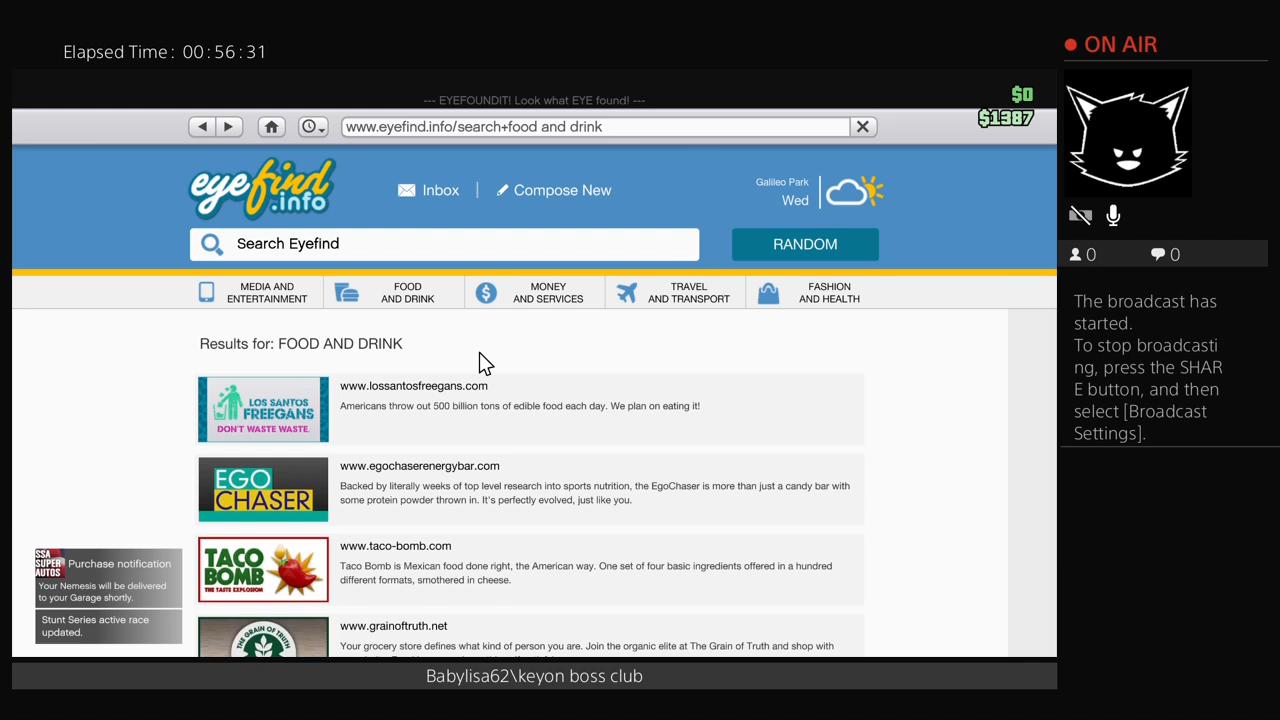 Elapsed Time: 00:56:31
ON AIR
--- EYEFOUNDIT! Look what EYE found! ---
$0
$1387
www.eyefind.info/search+food and drink
eyefind
.info
Inbox
Compose New
Galileo Park
Wed
Search Eyefind
RANDOM
MEDIA AND
ENTERTAINMENT
FOOD
AND DRINK
MONEY
AND SERVICES
TRAVEL
AND TRANSPORT
FASHION
AND HEALTH
0
0
The broadcast has
started.
To stop broadcasti
ng, press the SHAR
E button, and then
select [Broadcast
Settings].
Results for: FOOD AND DRINK
LOS SANTOS
FREEGANS
DON'T WASTE WASTE.
www.lossantosfreegans.com
Americans throw out 500 billion tons of edible food each day. We plan on eating it!
EGO
CHASER
www.egochaserenergybar.com
Backed by literally weeks of top level research into sports nutrition, the EgoChaser is more than just a candy bar with
some protein powder thrown in. It's perfectly evolved, just like you.
TACO
BOMB
THE TASTE EXPLOSION
www.taco-bomb.com
Taco Bomb is Mexican food done right, the American way. One set of four basic ingredients offered in a hundred
different formats, smothered in cheese.
THE GRAIN OF TRUTH
www.grainoftruth.net
Your grocery store defines what kind of person you are. Join the organic elite at The Grain of Truth and shop with
SSA
SUPER
AUTOS
Purchase notification
Your Nemesis will be delivered
to your Garage shortly.
Stunt Series active race
updated.
Babylisa62\keyon boss club